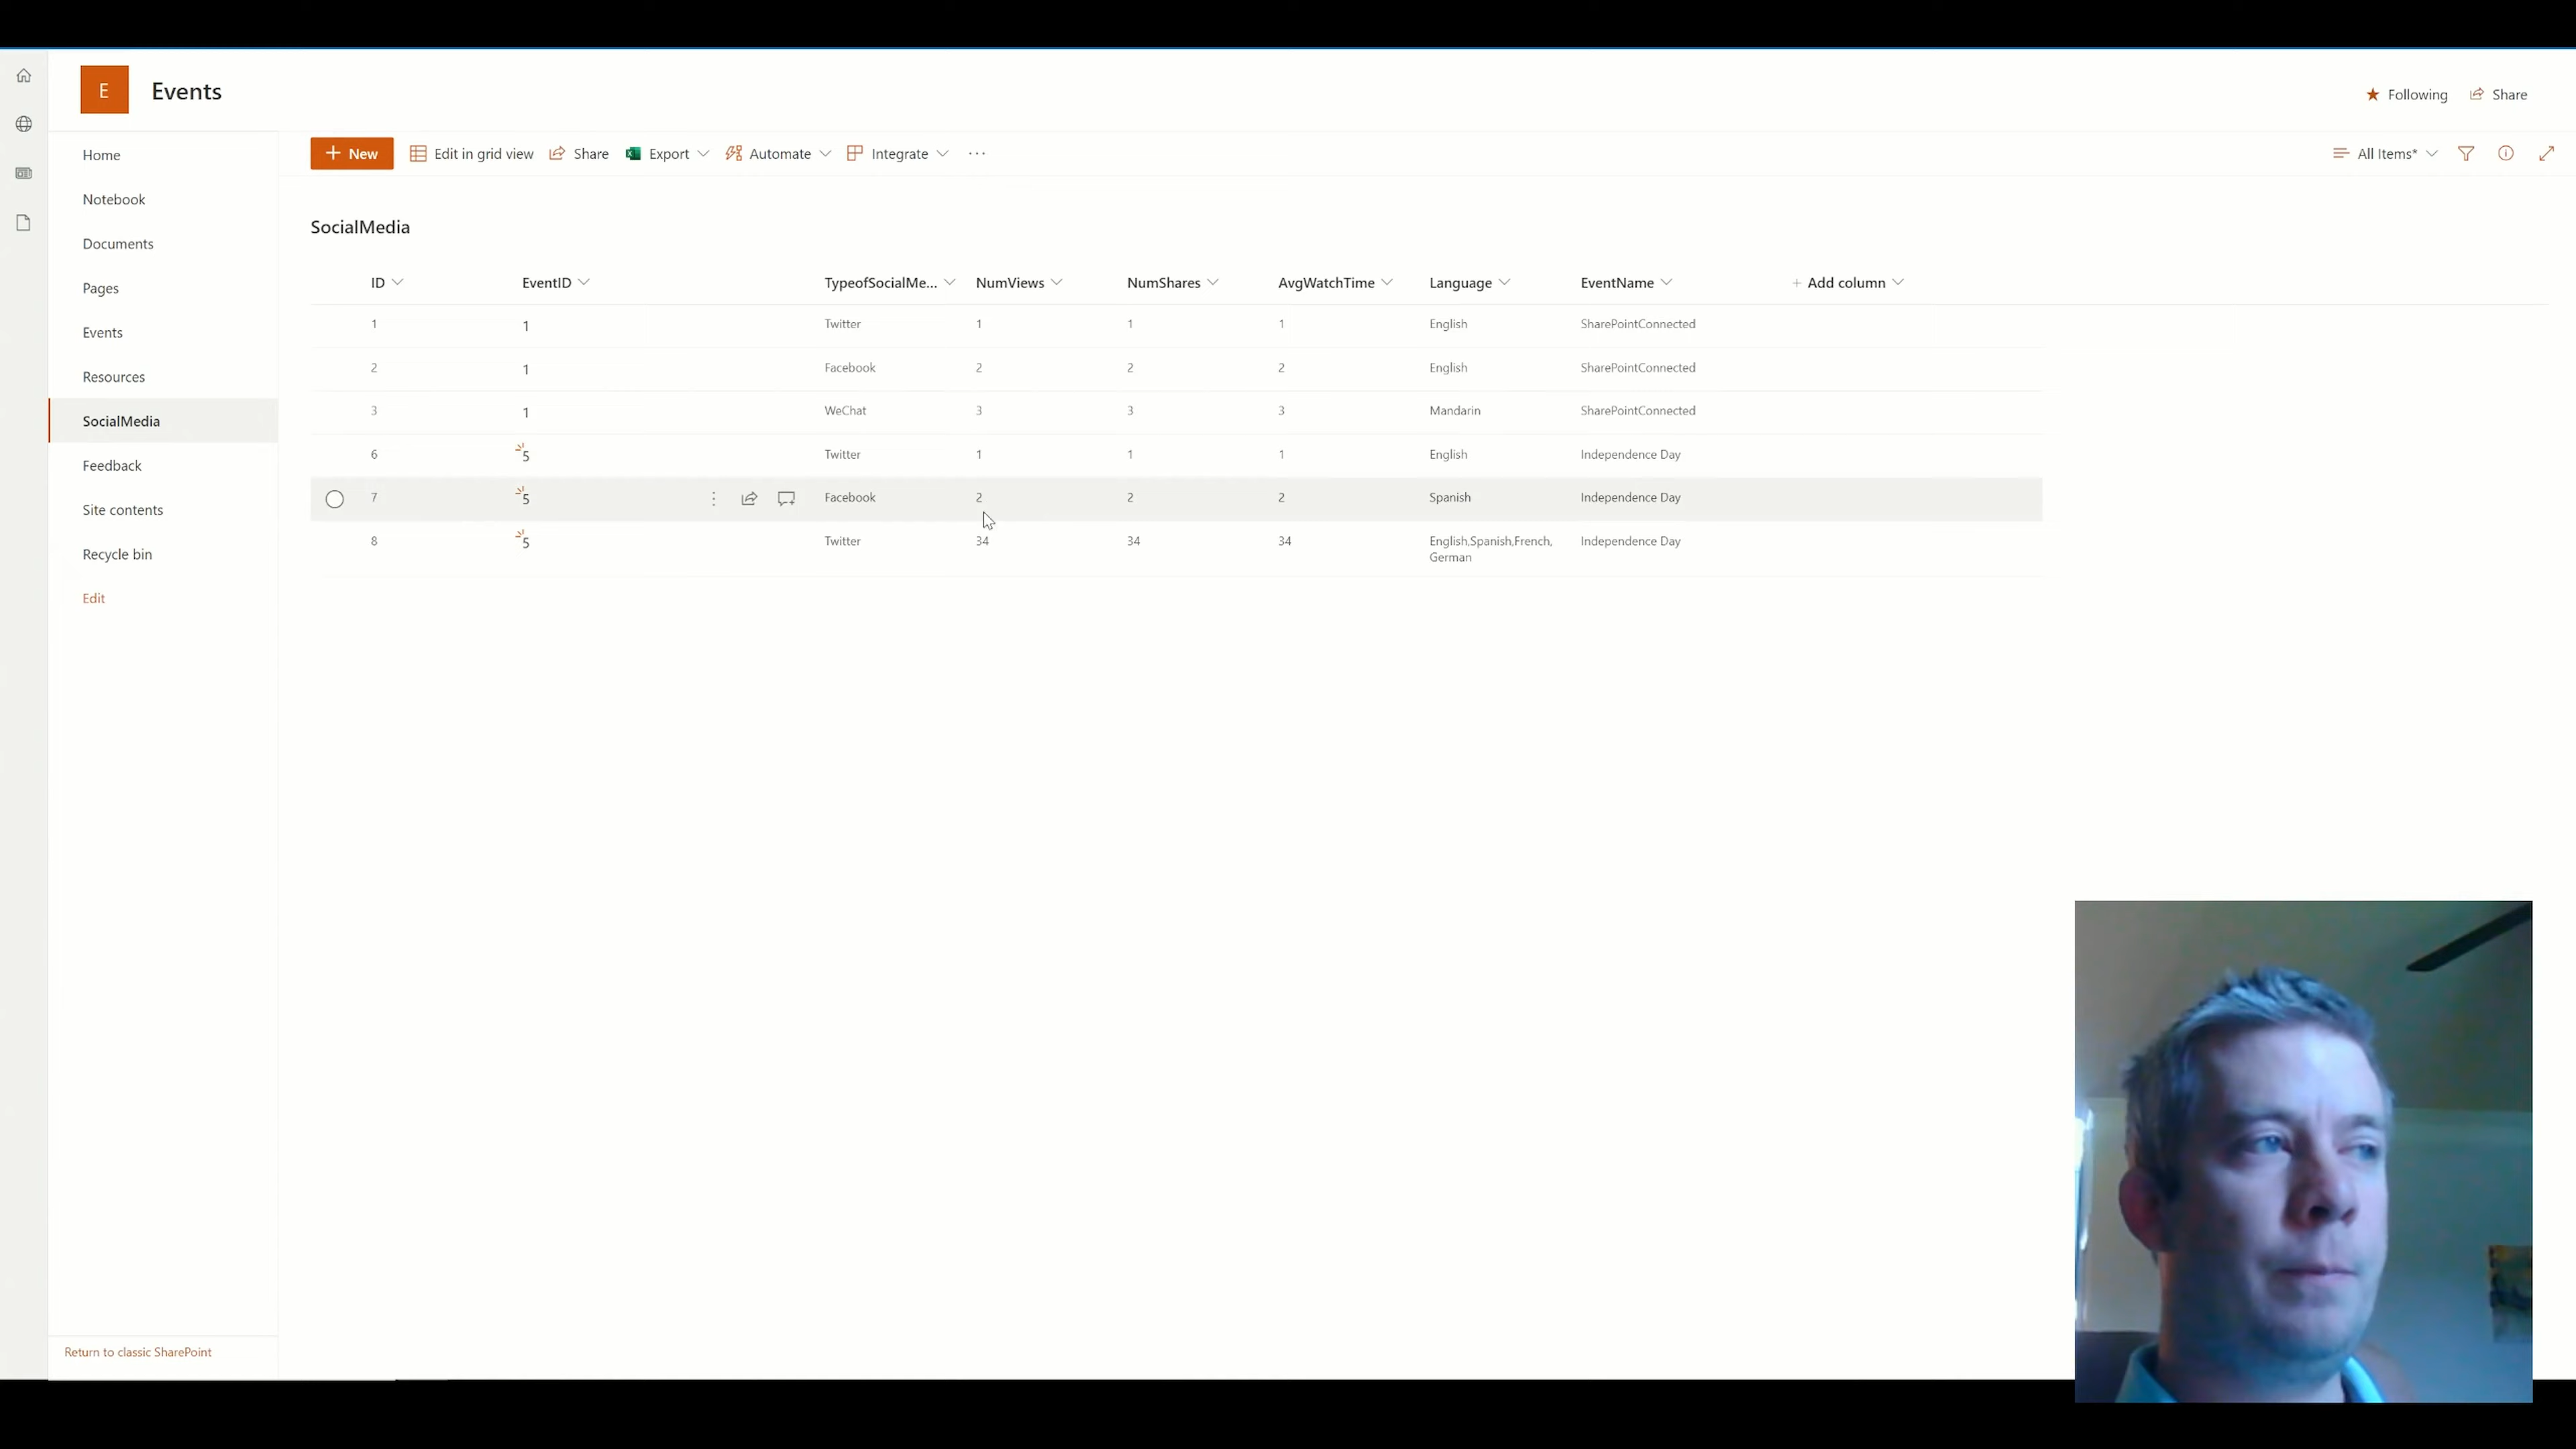 E
Events
Following
Share
Home
Notebook
Documents
Pages
Events
Resources
SocialMedia
Feedback
Site contents
Recycle bin
Edit
Return to classic SharePoint
New Edit in grid view Share Export Automate Integrate ···
All Items*
SocialMedia
ID EventID TypeofSocialMe... NumViews NumShares AvgWatchTime Language EventName + Add column
1 1 Twitter 1 1 1 English SharePointConnected
2 1 Facebook 2 2 2 English SharePointConnected
3 1 WeChat 3 3 3 Mandarin SharePointConnected
6 5 Twitter 1 1 1 English Independence Day
7 5 Facebook 2 2 2 Spanish Independence Day
8 5 Twitter 34 34 34 English,Spanish,French, Independence Day
German